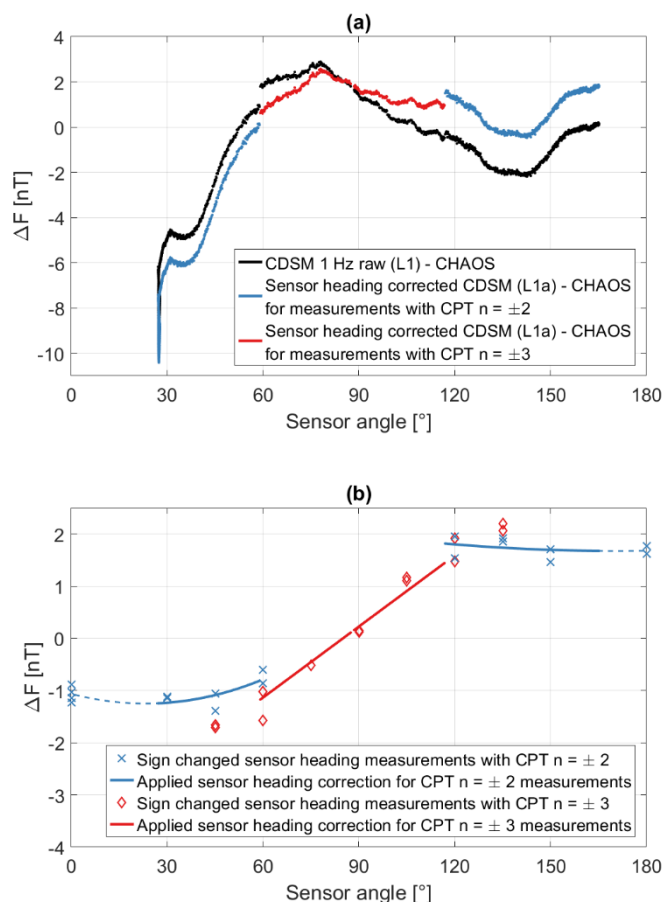 (a)
4
2
0
-2
-4
-6
-8
-10
ΔF [nT]
CDSM 1 Hz raw (L1) - CHAOS
Sensor heading corrected CDSM (L1a) - CHAOS
for measurements with CPT n = ±2
Sensor heading corrected CDSM (L1a) - CHAOS
for measurements with CPT n = ±3
0 30 60 90 120 150 180
Sensor angle [°]
(b)
2
1
0
-1
-2
-3
-4
ΔF [nT]
Sign changed sensor heading measurements with CPT n = ± 2
Applied sensor heading correction for CPT n = ± 2 measurements
Sign changed sensor heading measurements with CPT n = ± 3
Applied sensor heading correction for CPT n = ± 3 measurements
0 30 60 90 120 150 180
Sensor angle [°]